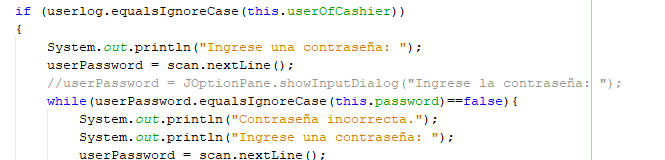 if (userlog.equalsIgnoreCase(this.userOfCashier))
{
System.out.println("Ingrese una contraseña: ");
userPassword = scan.nextLine();
//userPassword = JOptionPane.showInputDialog("Ingrese la contraseña: ");
while(userPassword.equalsIgnoreCase(this.password)==false){
System.out.println("Contraseña incorrecta.");
System.out.println("Ingrese una contraseña: ");
userPassword = scan.nextLine();